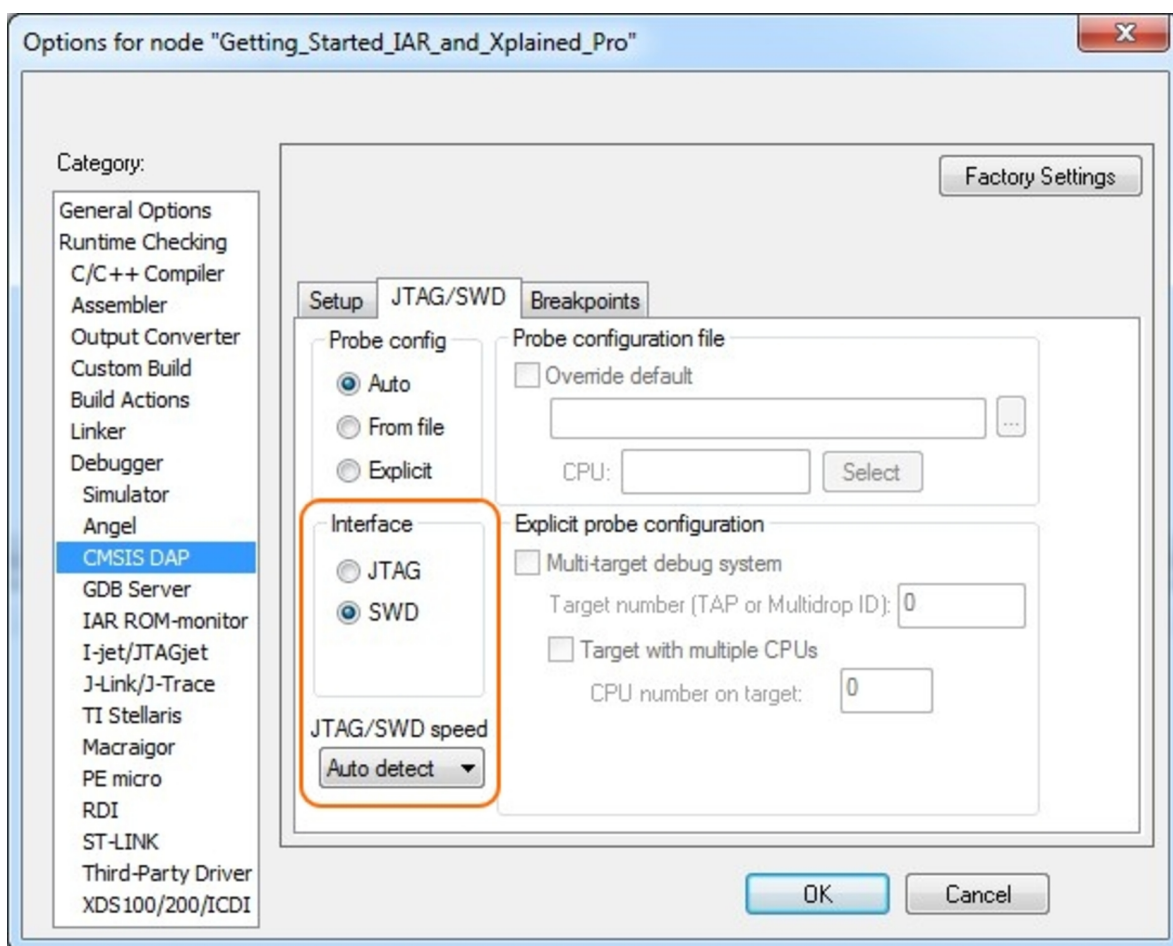 Options for node "Getting_Started_IAR_and_Xplained_Pro"
Category:
Factory Settings
General Options
Runtime Checking
C/C++ Compiler
Assembler
Output Converter
Custom Build
Build Actions
Linker
Debugger
Simulator
Angel
CMSIS DAP
GDB Server
IAR ROM-monitor
I-jet/JTAGjet
J-Link/J-Trace
TI Stellaris
Macraigor
PE micro
RDI
ST-LINK
Third-Party Driver
XDS100/200/ICDI
Setup JTAG/SWD Breakpoints
Probe config
Auto
From file
Explicit
Probe configuration file
Override default
...
CPU: Select
Interface
JTAG
SWD
JTAG/SWD speed
Auto detect
Explicit probe configuration
Multi-target debug system
Target number (TAP or Multidrop ID): 0
Target with multiple CPUs
CPU number on target: 0
OK Cancel